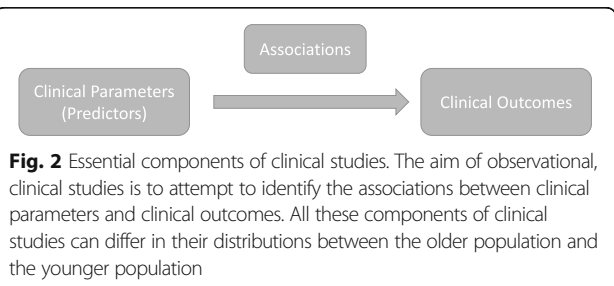 Associations
Clinical Parameters
(Predictors)
Clinical Outcomes
Fig. 2 Essential components of clinical studies. The aim of observational,
clinical studies is to attempt to identify the associations between clinical
parameters and clinical outcomes. All these components of clinical
studies can differ in their distributions between the older population and
the younger population